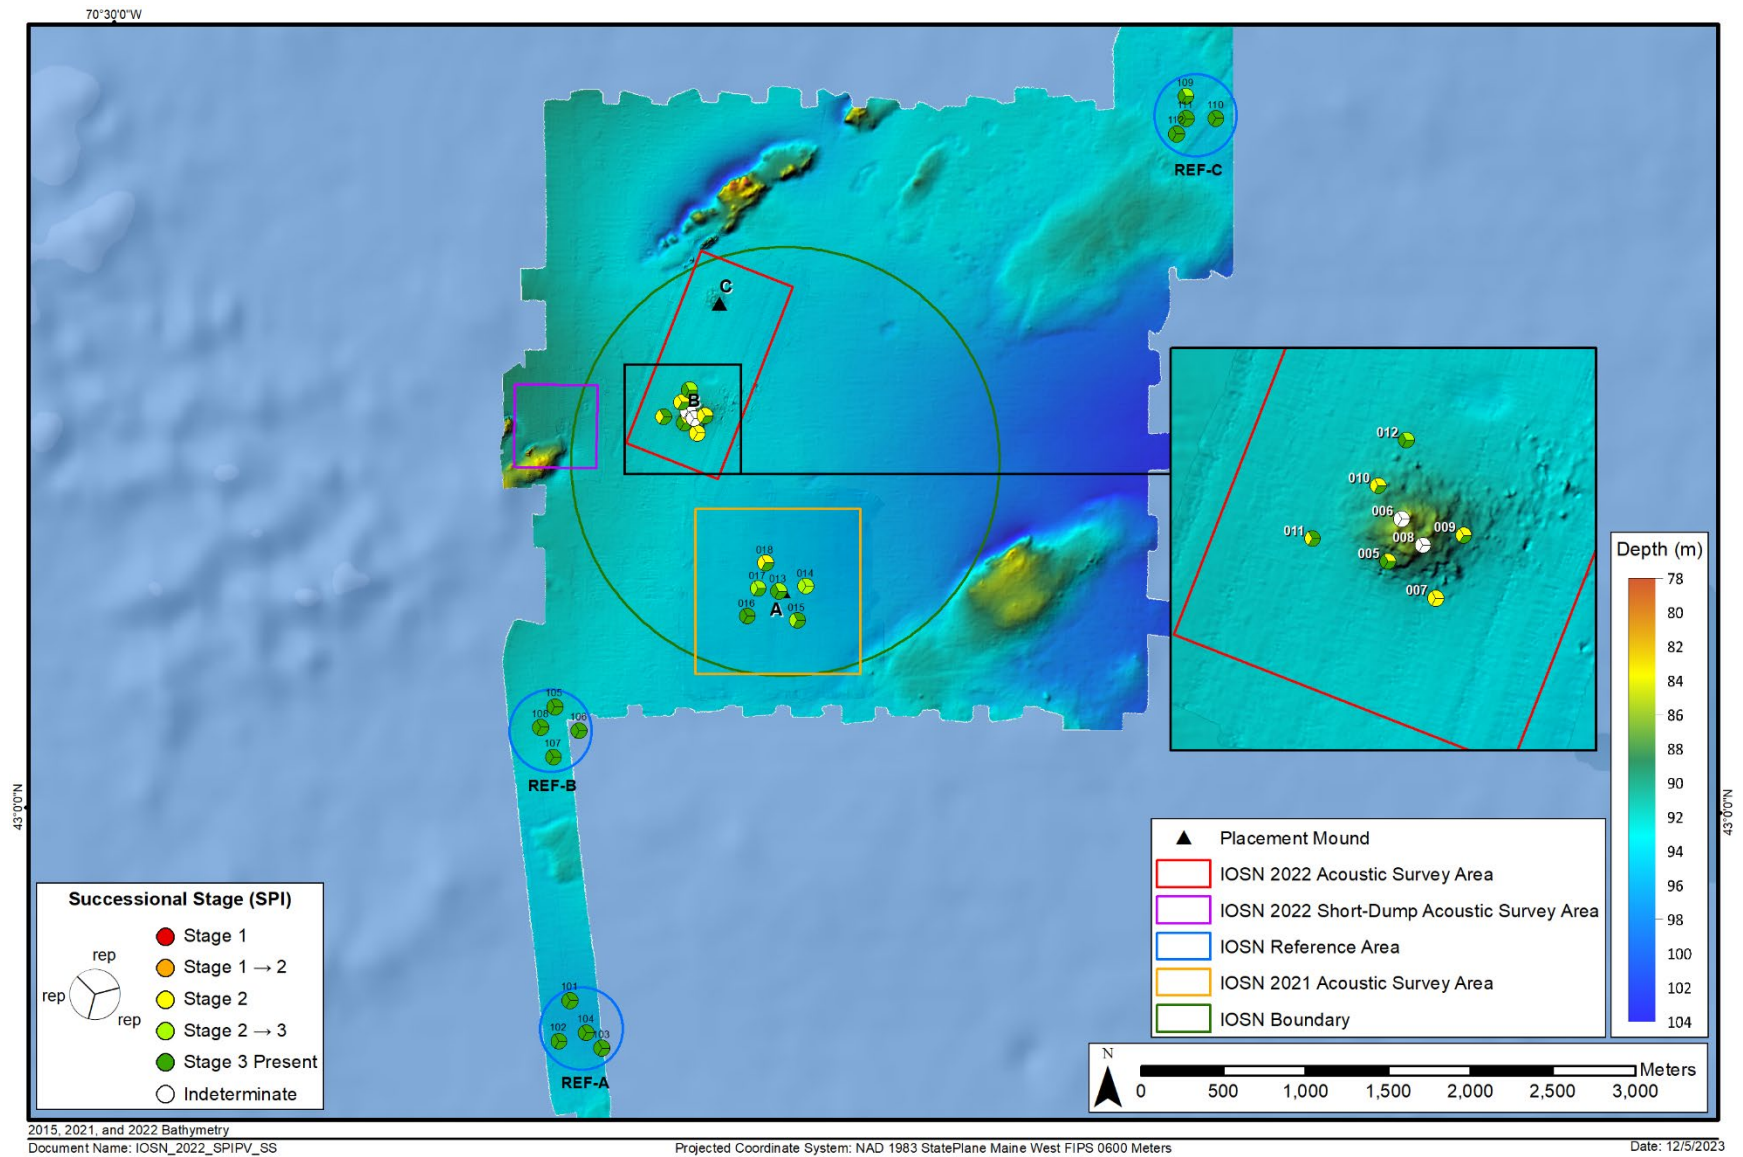 70°30'0"W
109
111
110
112
REF-C
C
B
012
010
006
009
011
008
005
007
018
017
013
014
A
016
015
105
108
106
107
REF-B
43°0'0"N
43°0'0"N
Depth (m)
78
80
82
84
86
88
90
92
94
96
98
100
102
104
Placement Mound
IOSN 2022 Acoustic Survey Area
IOSN 2022 Short-Dump Acoustic Survey Area
IOSN Reference Area
IOSN 2021 Acoustic Survey Area
IOSN Boundary
Successional Stage (SPI)
rep
rep
rep
Stage 1
Stage 1 → 2
Stage 2
Stage 2 → 3
Stage 3 Present
Indeterminate
101
104
102
103
REF-A
N
Meters
0 500 1,000 1,500 2,000 2,500 3,000
2015, 2021, and 2022 Bathymetry
Document Name: IOSN_2022_SPIPV_SS
Projected Coordinate System: NAD 1983 StatePlane Maine West FIPS 0600 Meters
Date: 12/5/2023